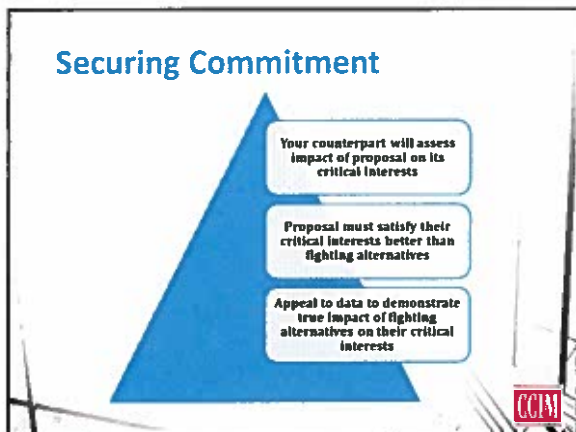 Securing Commitment
Your counterpart will assess
impact of proposal on its
critical interests
Proposal must satisfy their
critical interests better than
fighting alternatives
Appeal to data to demonstrate
true impact of fighting
alternatives on their critical
interests
CCIM